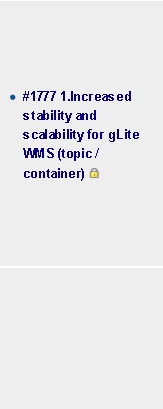 #1777 1.Increased
stability and
scalability for gLite
WMS (topic /
container)